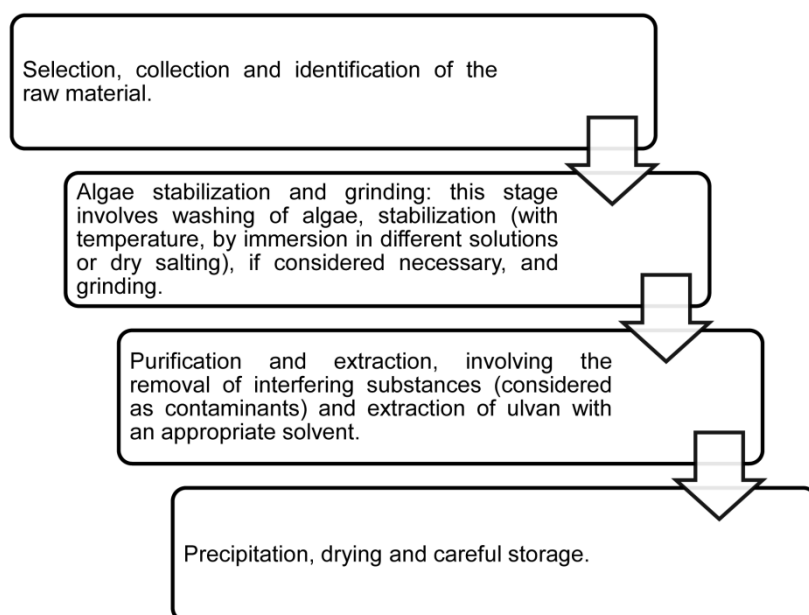 Selection, collection and identification of the
raw material.
Algae stabilization and grinding: this stage
involves washing of algae, stabilization (with
temperature, by immersion in different solutions
or dry salting), if considered necessary, and
grinding.
Purification and extraction, involving the
removal of interfering substances (considered
as contaminants) and extraction of ulvan with
an appropriate solvent.
Precipitation, drying and careful storage.